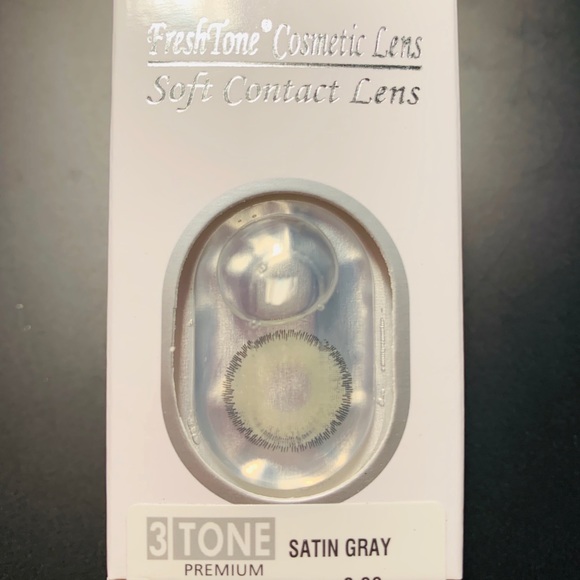 FreshTone® Cosmetic Lens
Soft Contact Lens
3 TONE SATIN GRAY
PREMIUM